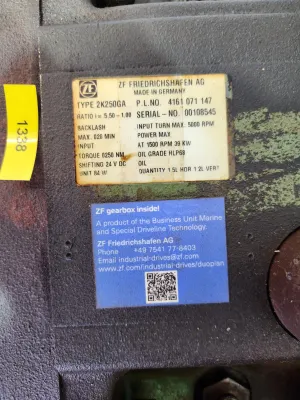 ZF
ZF FRIEDRICHSHAFEN AG
MADE IN GERMANY
TYPE 2K250GA P.L.NO. 4161 071 147
RATIO i= 5.50 - 1.00 SERIAL-NO. 00108545
BACKLASH INPUT TURN MAX. 5000 RPM
MAX. 020 MIN POWER MAX
INPUT AT 1500 RPM 39 KW
TORQUE 0250 NM OIL GRADE HLP68
SHIFTING 24 V DC OIL
UNIT 84 W QUANTITY 1.5L HOR 1.2L VERT
1338
ZF gearbox inside!
A product of the Business Unit Marine
and Special Driveline Technology.
ZF Friedrichshafen AG
Phone +49 7541 77-6403
Email industrial-drives@zf.com
www.zf.com/industrial-drives/duoplan